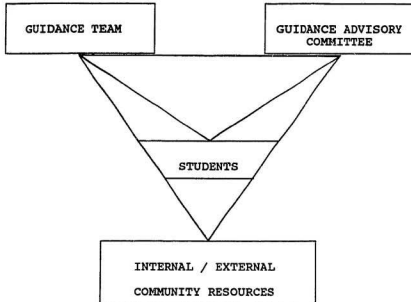 GUIDANCE TEAM
GUIDANCE ADVISORY
COMMITTEE
STUDENTS
INTERNAL / EXTERNAL
COMMUNITY RESOURCES